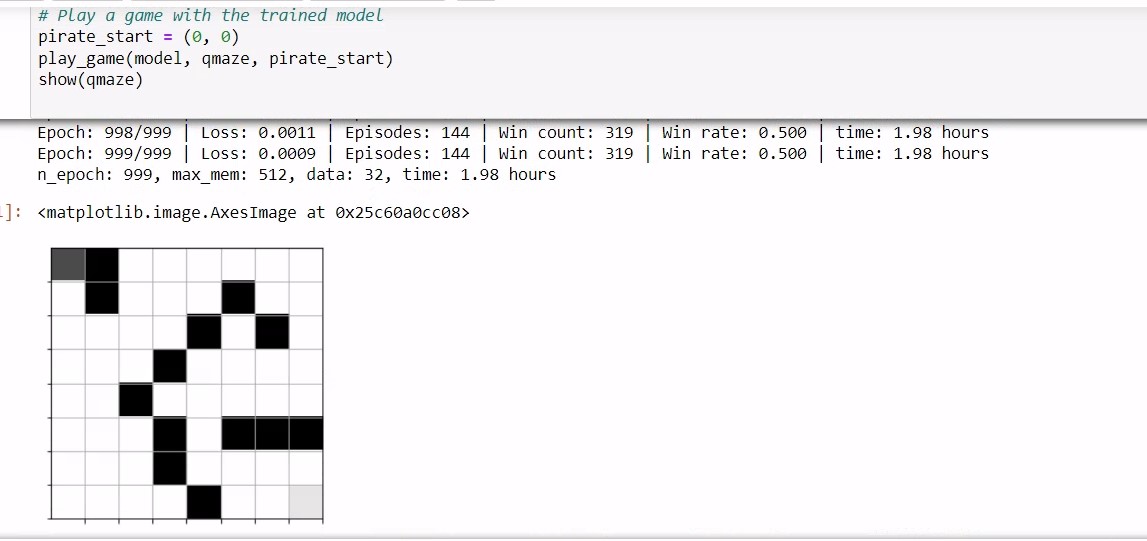 # Play a game with the trained model
pirate_start = (0, 0)
play_game(model, qmaze, pirate_start)
show(qmaze)
Epoch: 998/999 | Loss: 0.0011 | Episodes: 144 | Win count: 319 | Win rate: 0.500 | time: 1.98 hours
Epoch: 999/999 | Loss: 0.0009 | Episodes: 144 | Win count: 319 | Win rate: 0.500 | time: 1.98 hours
n_epoch: 999, max_mem: 512, data: 32, time: 1.98 hours
]: <matplotlib.image.AxesImage at 0x25c60a0cc08>